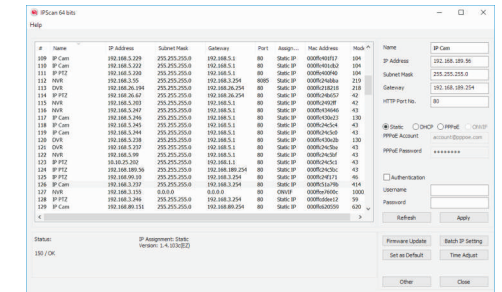 IPScan 64 bits
Help
# Name IP Address Subnet Mask Gateway Port Assign... Mac Address Mode
109 IP Cam 192.168.5.229 255.255.255.0 192.168.5.1 80 Static IP 000ffc401f17 104
110 IP Cam 192.168.5.222 255.255.255.0 192.168.5.1 80 Static IP 000ffc401db2 104
111 IP PTZ 192.168.5.230 255.255.255.0 192.168.5.1 80 Static IP 000ffc400f40 104
112 NVR 192.168.3.55 255.255.255.0 192.168.3.254 8085 Static IP 000ffc24abba 219
113 DVR 192.168.26.194 255.255.255.0 192.168.26.254 80 Static IP 000ffc218218 218
114 IP PTZ 192.168.26.67 255.255.255.0 192.168.26.254 80 Static IP 000ffc24b657 42
115 NVR 192.168.5.203 255.255.255.0 192.168.5.1 80 Static IP 42
116 NVR 192.168.5.247 255.255.255.0 192.168.5.1 80 Static IP 000ffc434646 43
117 IP Cam 192.168.5.246 255.255.255.0 192.168.5.1 80 Static IP 000ffc430e23 130
118 IP Cam 192.168.5.245 255.255.255.0 192.168.5.1 80 Static IP 000ffc24c5c4 43
119 IP Cam 192.168.5.244 255.255.255.0 192.168.5.1 80 Static IP 000ffc24c5c0 43
120 NVR 192.168.5.238 255.255.255.0 192.168.5.1 80 Static IP 000ffc430e2b 130
121 DVR 192.168.5.237 255.255.255.0 192.168.5.1 80 Static IP 43
122 NVR 192.168.5.99 255.255.255.0 192.168.5.1 80 Static IP 000ffc24c5bf 43
123 IP PTZ 10.10.25.202 255.255.255.0 192.168.1.1 80 Static IP 000ffc24c5c1 43
124 IP PTZ 192.168.189.56 255.255.255.0 192.168.189.254 80 Static IP 000ffc24c5bc 43
125 IP PTZ 192.168.99.10 255.255.255.0 192.168.3.254 80 Static IP 000ffc24f171 46
126 IP Cam 192.168.3.237 255.255.255.0 192.168.3.254 80 Static IP 000ffc51a79b 414
127 NVR 192.168.3.155 0.0.0.0 0.0.0.0 80 ONVIF 1000
128 IP PTZ 192.168.3.246 255.255.255.0 192.168.3.254 80 Static IP 59
129 IP Cam 192.168.89.151 255.255.255.0 192.168.89.254 80 Static IP 000ffc620559 620
Name IP Cam
IP Address 192.168.189.56
Subnet Mask 255.255.255.0
Gateway 192.168.189.254
HTTP Port No. 80
Static DHCP PPPoE ONVIF
PPPoE Account account@pppoe.com
PPPoE Password ********
Authentication
Username
Password
Refresh Apply
Status:
130 / OK
IP Assignment: Static
Version: 1.4.103c(EZ)
Firmware Update Batch IP Setting
Set as Default Time Adjust
Other Close